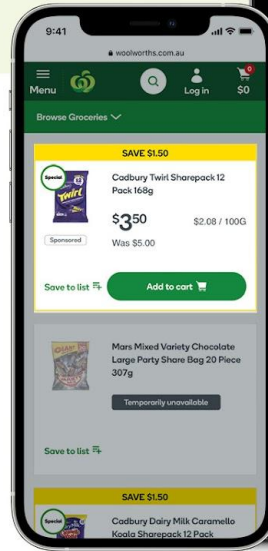 9:41
woolworths.com.au
Menu
Log in
0
$0
Browse Groceries
SAVE $1.50
Special
Twirl
Cadbury Twirl Sharepack 12
Pack 168g
$3.50
$2.08 / 100G
Sponsored
Was $5.00
Save to list
Add to cart
Mars Mixed Variety Chocolate
Large Party Share Bag 20 Piece
307g
Temporarily unavailable
Save to list
SAVE $1.50
Special
Cadbury Dairy Milk Caramello
Koala Sharepack 12 Pack